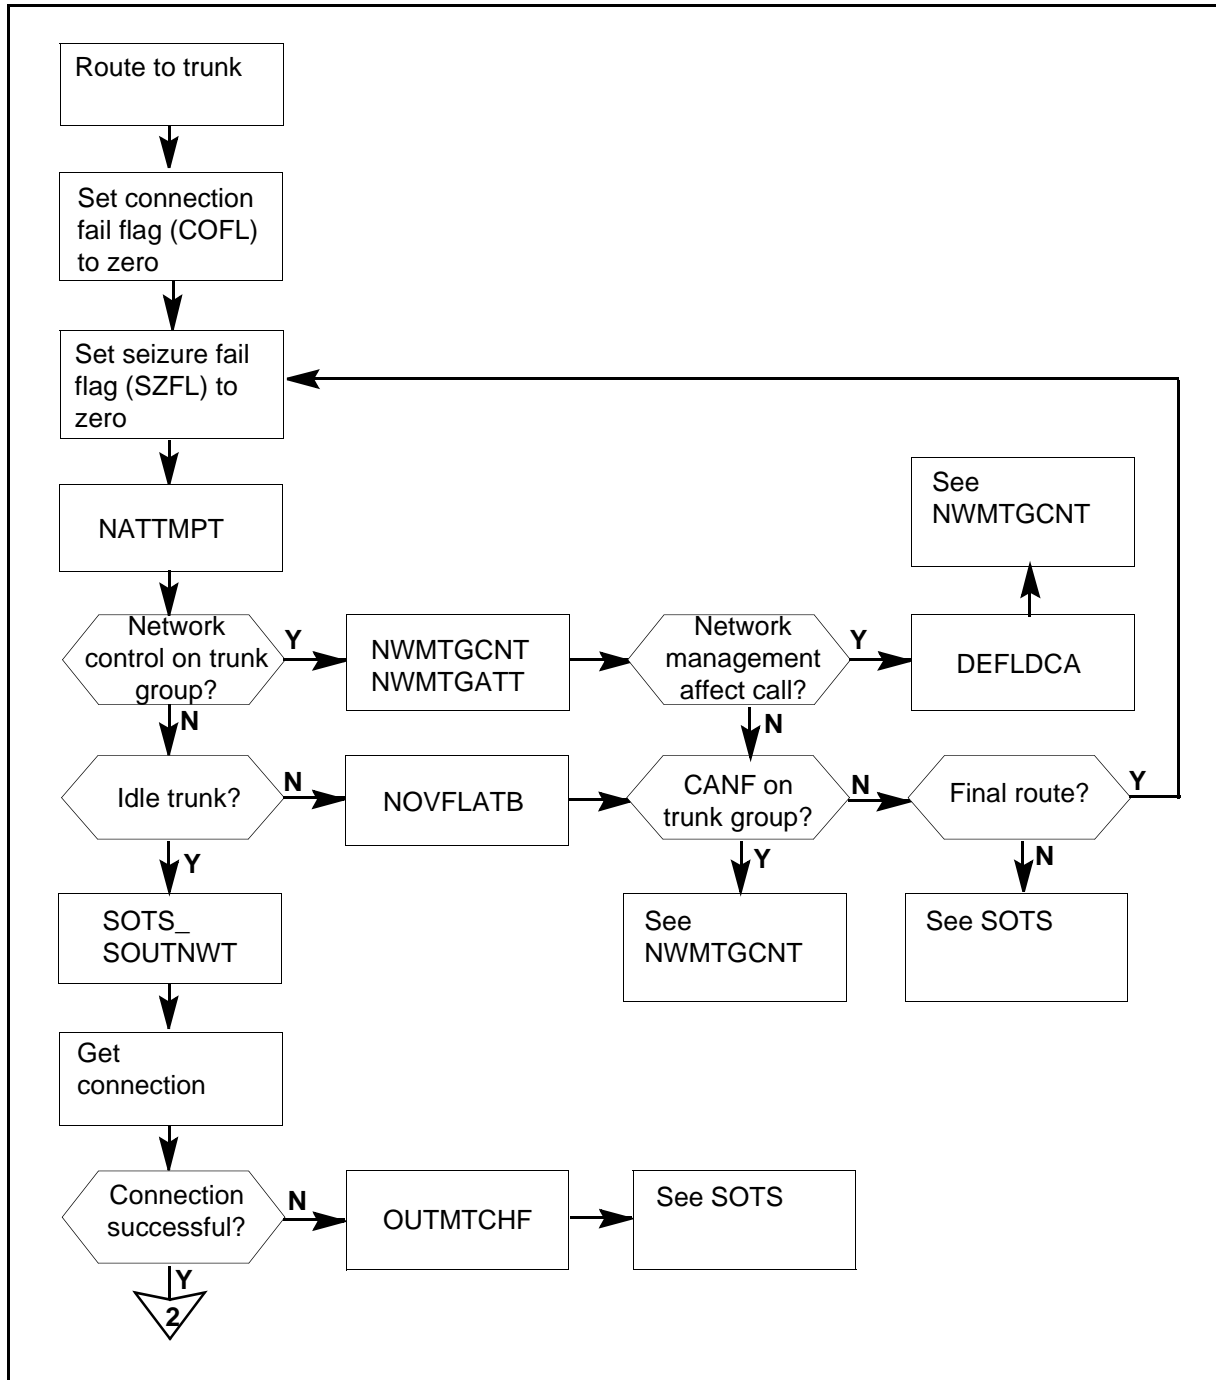 Route to trunk
Set connection
fail flag (COFL)
to zero
Set seizure fail
flag (SZFL) to
zero
NATTMPT
See
NWMTGCNT
Network
control on trunk
group?
Y
NWMTGCNT
NWMTGATT
Network
management
affect call?
Y
DEFLDCA
N
N
Idle trunk?
N
NOVFLATB
CANF on
trunk group?
N
Final route?
Y
Y
Y
N
SOTS_
SOUTNWT
See
NWMTGCNT
See SOTS
Get
connection
Connection
successful?
N
OUTMTCHF
See SOTS
Y
2